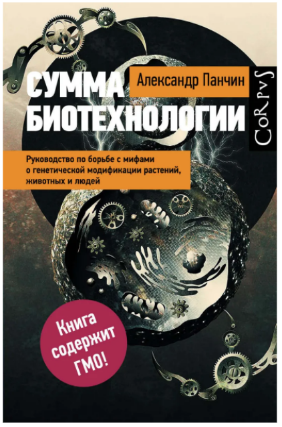 Александр Панчин
СУММА
БИОТЕХНОЛОГИИ
CORPUS
Руководство по борьбе с мифами
о генетической модификации растений,
животных и людей
Книга
содержит
ГМО!